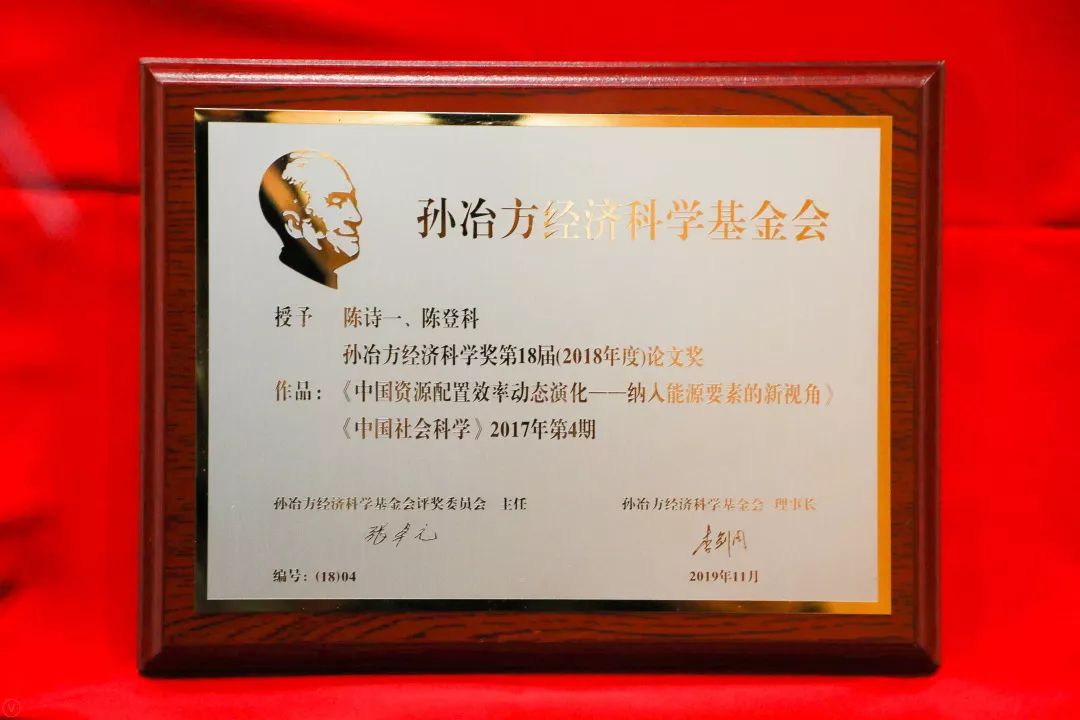 孙冶方经济科学基金会
授予 陈诗一、陈登科
孙冶方经济科学奖第18届(2018年度)论文奖
作品：《中国资源配置效率动态演化——纳入能源要素的新视角》
《中国社会科学》2017年第4期
孙冶方经济科学基金会评奖委员会 主任
孙冶方经济科学基金会 理事长
张卓元
李剑阁
编号：(18)04
2019年11月